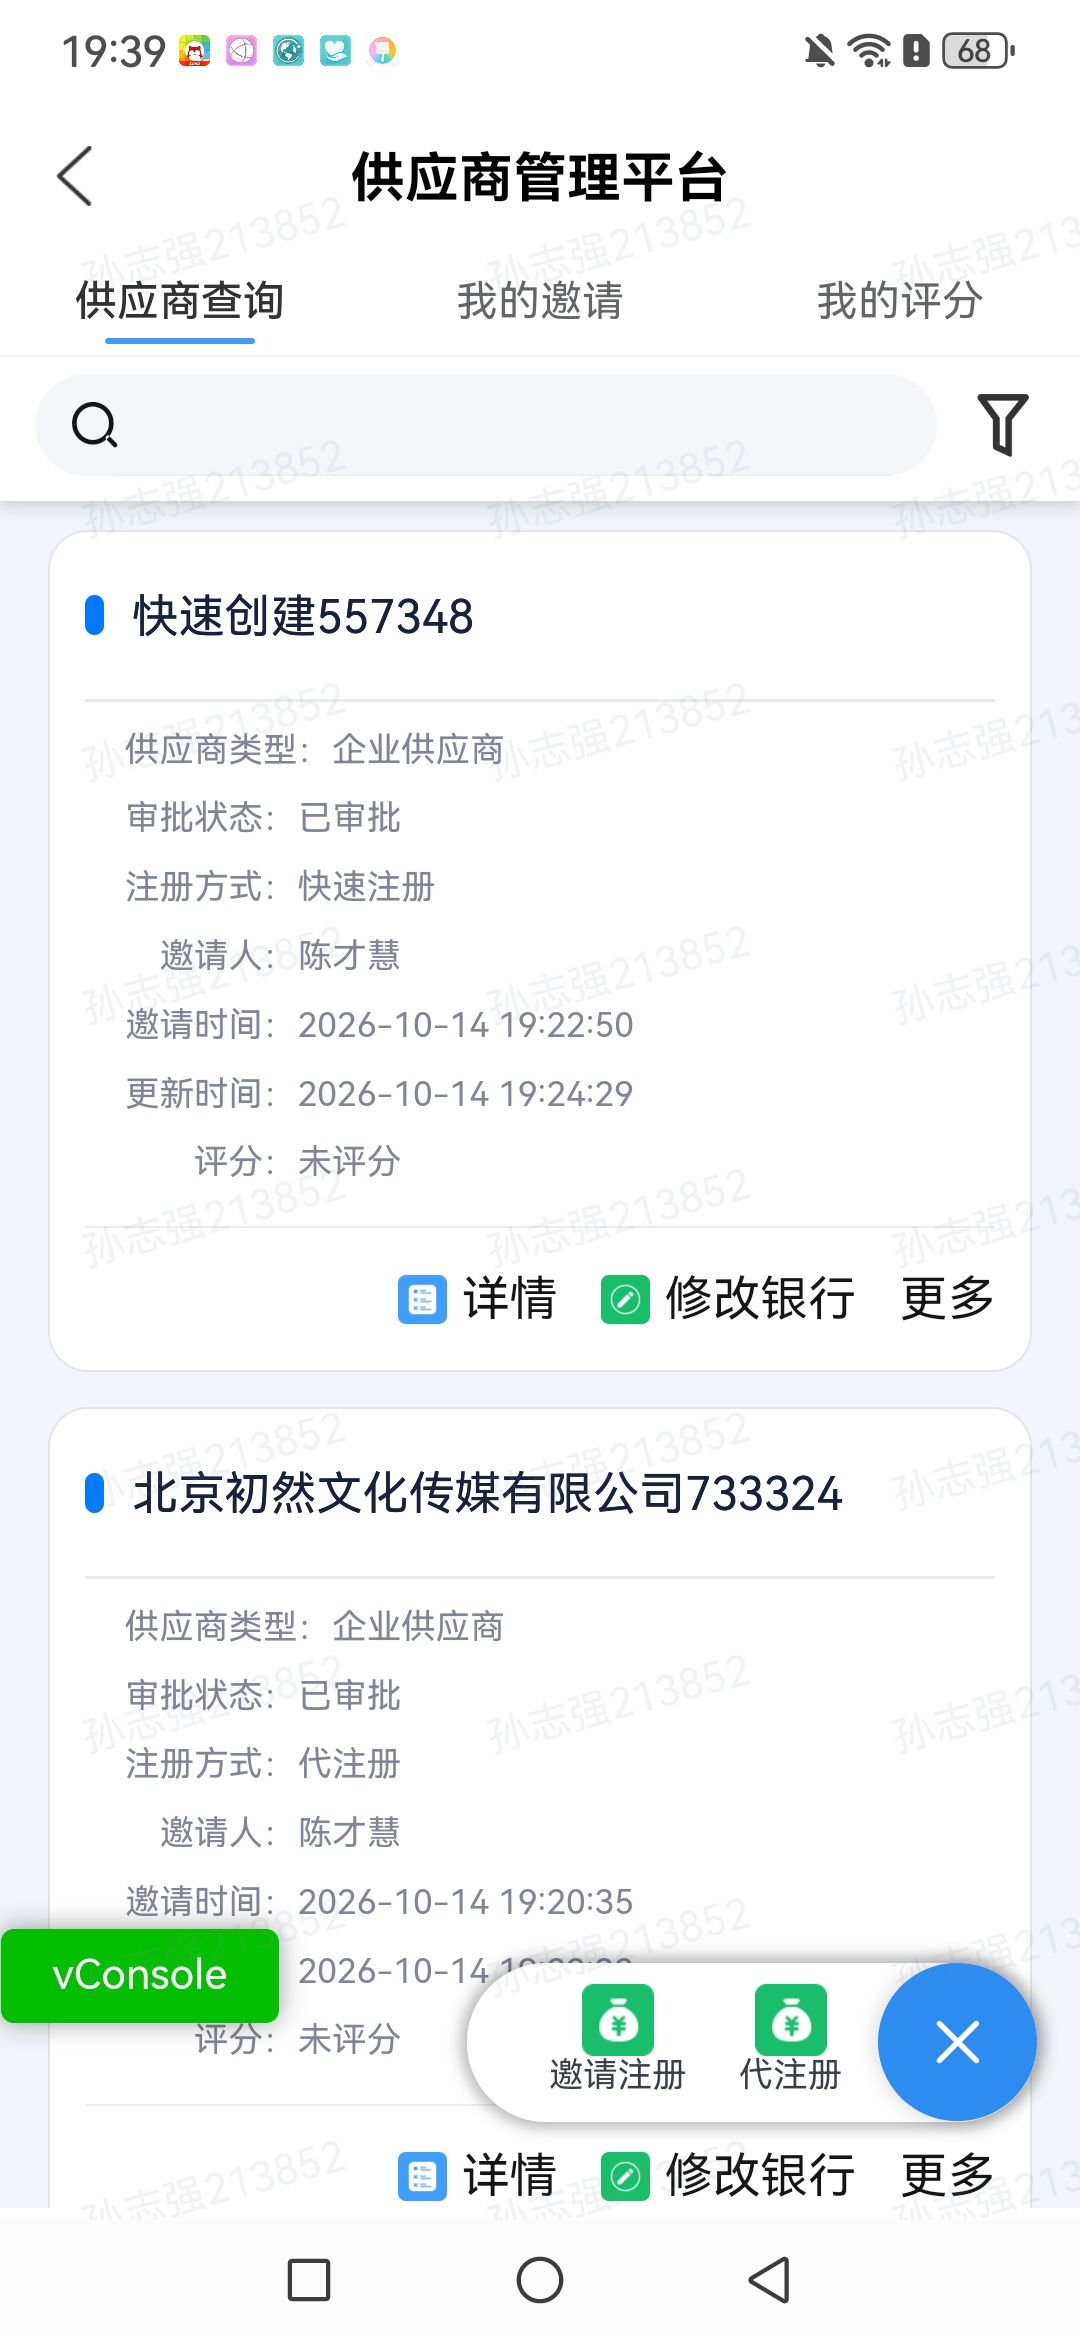 19:39
68
供应商管理平台
供应商查询
我的邀请
我的评分
快速创建557348
供应商类型：企业供应商
审批状态：已审批
注册方式：快速注册
邀请人：陈才慧
邀请时间：2026-10-14 19:22:50
更新时间：2026-10-14 19:24:29
评分：未评分
详情 修改银行 更多
北京初然文化传媒有限公司733324
供应商类型：企业供应商
审批状态：已审批
注册方式：代注册
邀请人：陈才慧
邀请时间：2026-10-14 19:20:35
vConsole
2026-10-14
评分：未评分
邀请注册 代注册
详情 修改银行 更多
孙志强213852